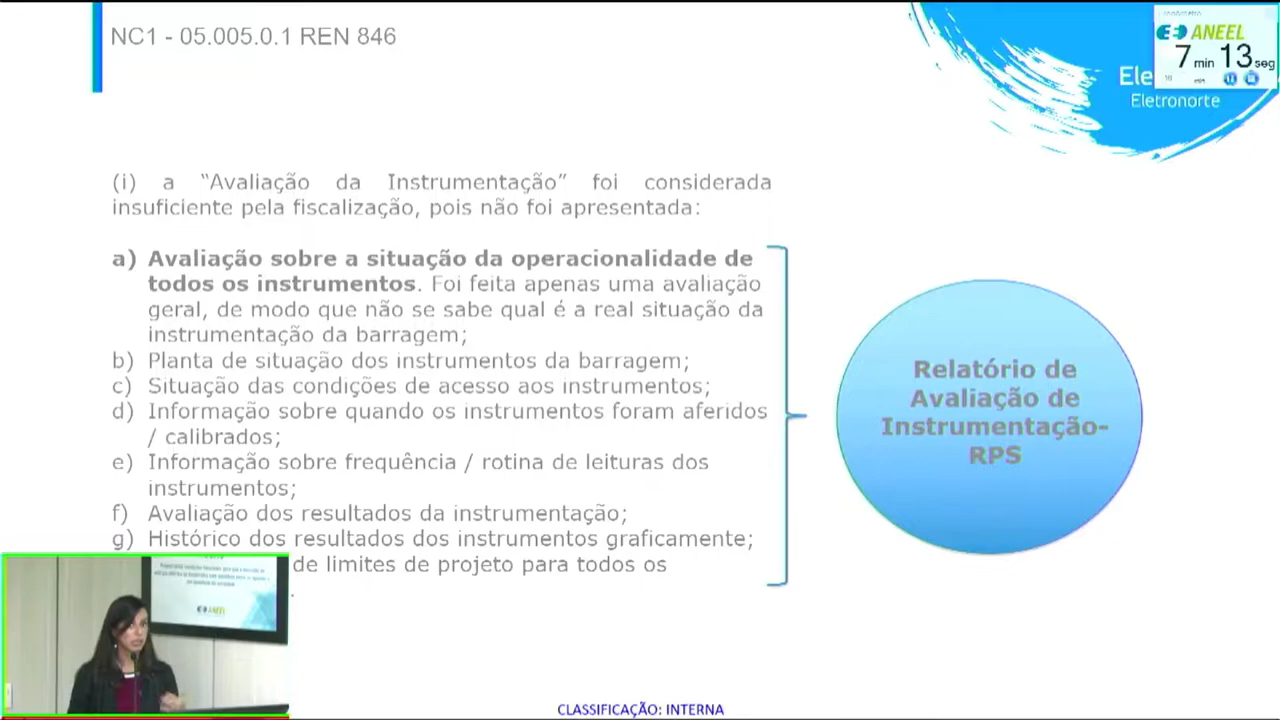 NC1 - 05.005.0.1 REN 846
ANEEL
7 min 13 seg
Ele
Eletronorte
(i) a “Avaliação da Instrumentação” foi considerada
insuficiente pela fiscalização, pois não foi apresentada:
a) Avaliação sobre a situação da operacionalidade de
todos os instrumentos. Foi feita apenas uma avaliação
geral, de modo que não se sabe qual é a real situação da
instrumentação da barragem;
b) Planta de situação dos instrumentos da barragem;
c) Situação das condições de acesso aos instrumentos;
d) Informação sobre quando os instrumentos foram aferidos
/ calibrados;
e) Informação sobre frequência / rotina de leituras dos
instrumentos;
f) Avaliação dos resultados da instrumentação;
g) Histórico dos resultados dos instrumentos graficamente;
de limites de projeto para todos os
.
Relatório de
Avaliação de
Instrumentação-
RPS
ANEEL
CLASSIFICAÇÃO: INTERNA